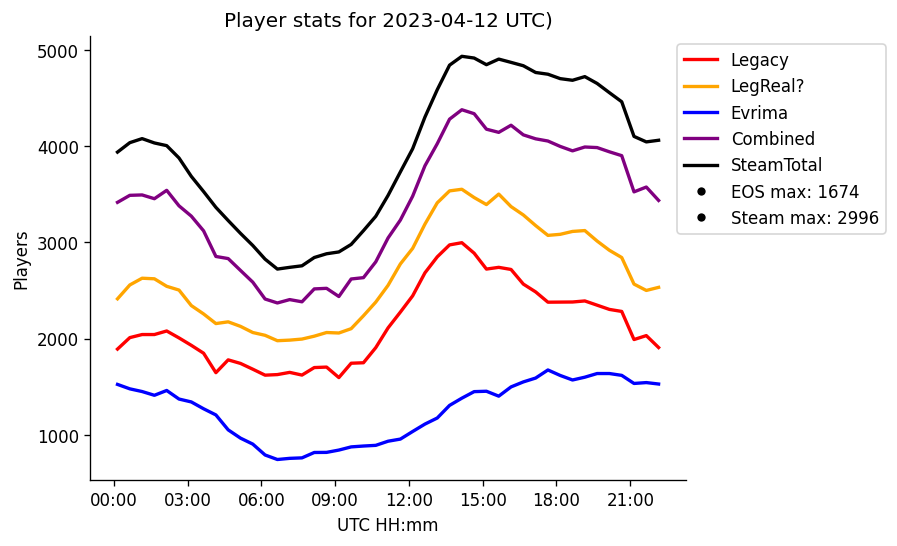 Player stats for 2023-04-12 UTC)
Players
5000
4000
3000
2000
1000
00:00 03:00 06:00 09:00 12:00 15:00 18:00 21:00
UTC HH:mm
Legacy
LegReal?
Evrima
Combined
SteamTotal
EOS max: 1674
Steam max: 2996